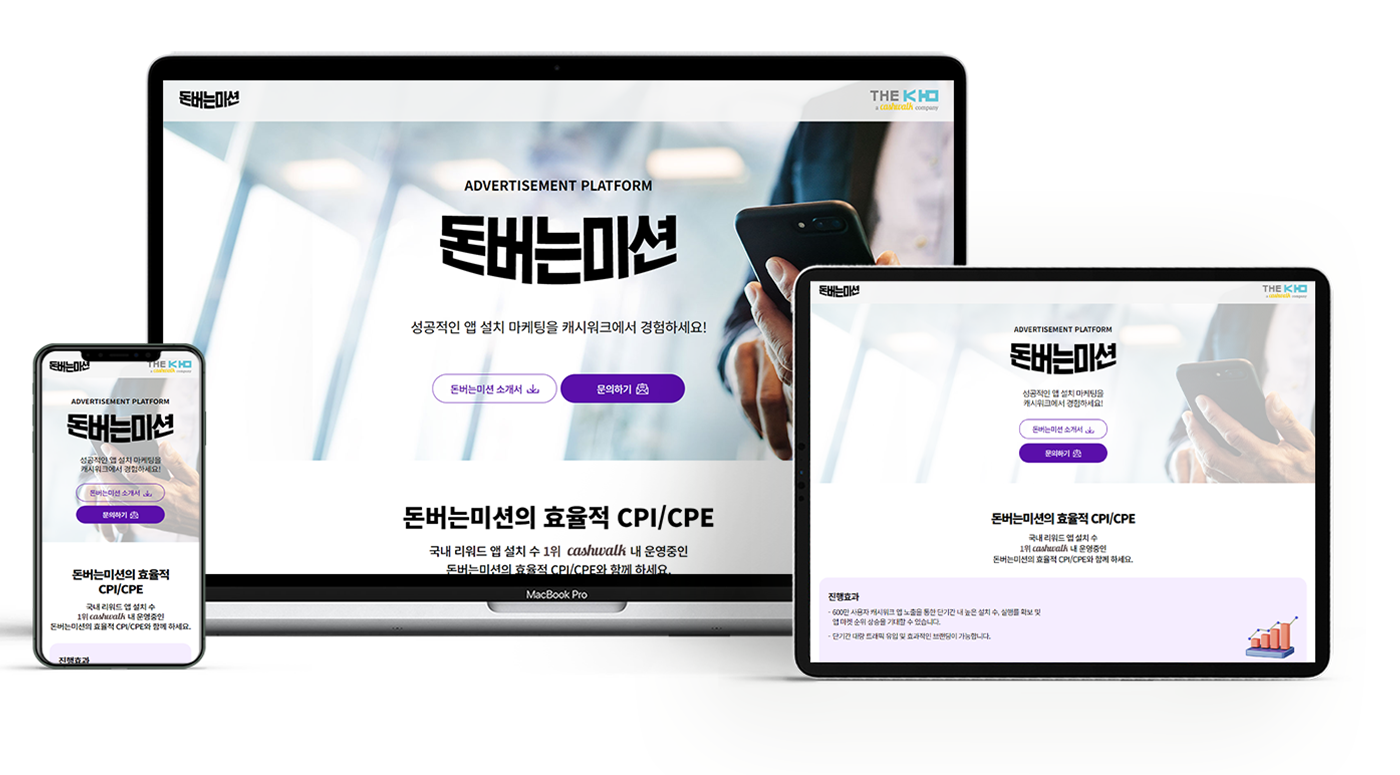 돈버는미션
THE KHO
a cashwalk company
ADVERTISEMENT PLATFORM
돈버는미션
성공적인 앱 설치 마케팅을 캐시워크에서 경험하세요!
돈버는미션 소개서
문의하기
돈버는미션의 효율적 CPI/CPE
국내 리워드 앱 설치 수 1위 cashwalk 내 운영중인
돈버는미션의 효율적 CPI/CPE와 함께 하세요.
MacBook Pro
돈버는미션
THE KHO
a cashwalk company
ADVERTISEMENT PLATFORM
돈버는미션
성공적인 앱 설치 마케팅을
캐시워크에서 경험하세요!
돈버는미션 소개서
문의하기
돈버는미션의 효율적
CPI/CPE
국내 리워드 앱 설치 수
1위 cashwalk 내 운영중인
돈버는미션의 효율적 CPI/CPE와 함께 하세요.
진행효과
돈버는미션
THE KHO
a cashwalk company
ADVERTISEMENT PLATFORM
돈버는미션
성공적인 앱 설치 마케팅을
캐시워크에서 경험하세요!
돈버는미션 소개서
문의하기
돈버는미션의 효율적 CPI/CPE
국내 리워드 앱 설치 수
1위 cashwalk 내 운영중인
돈버는미션의 효율적 CPI/CPE와 함께 하세요.
진행효과
- 600만 사용자 캐시워크 앱 노출을 통한 단기간 내 높은 설치 수, 실행률 확보 및
앱 마켓 순위 상승을 기대할 수 있습니다.
- 단기간 대량 트래픽 유입 및 효과적인 브랜딩이 가능합니다.